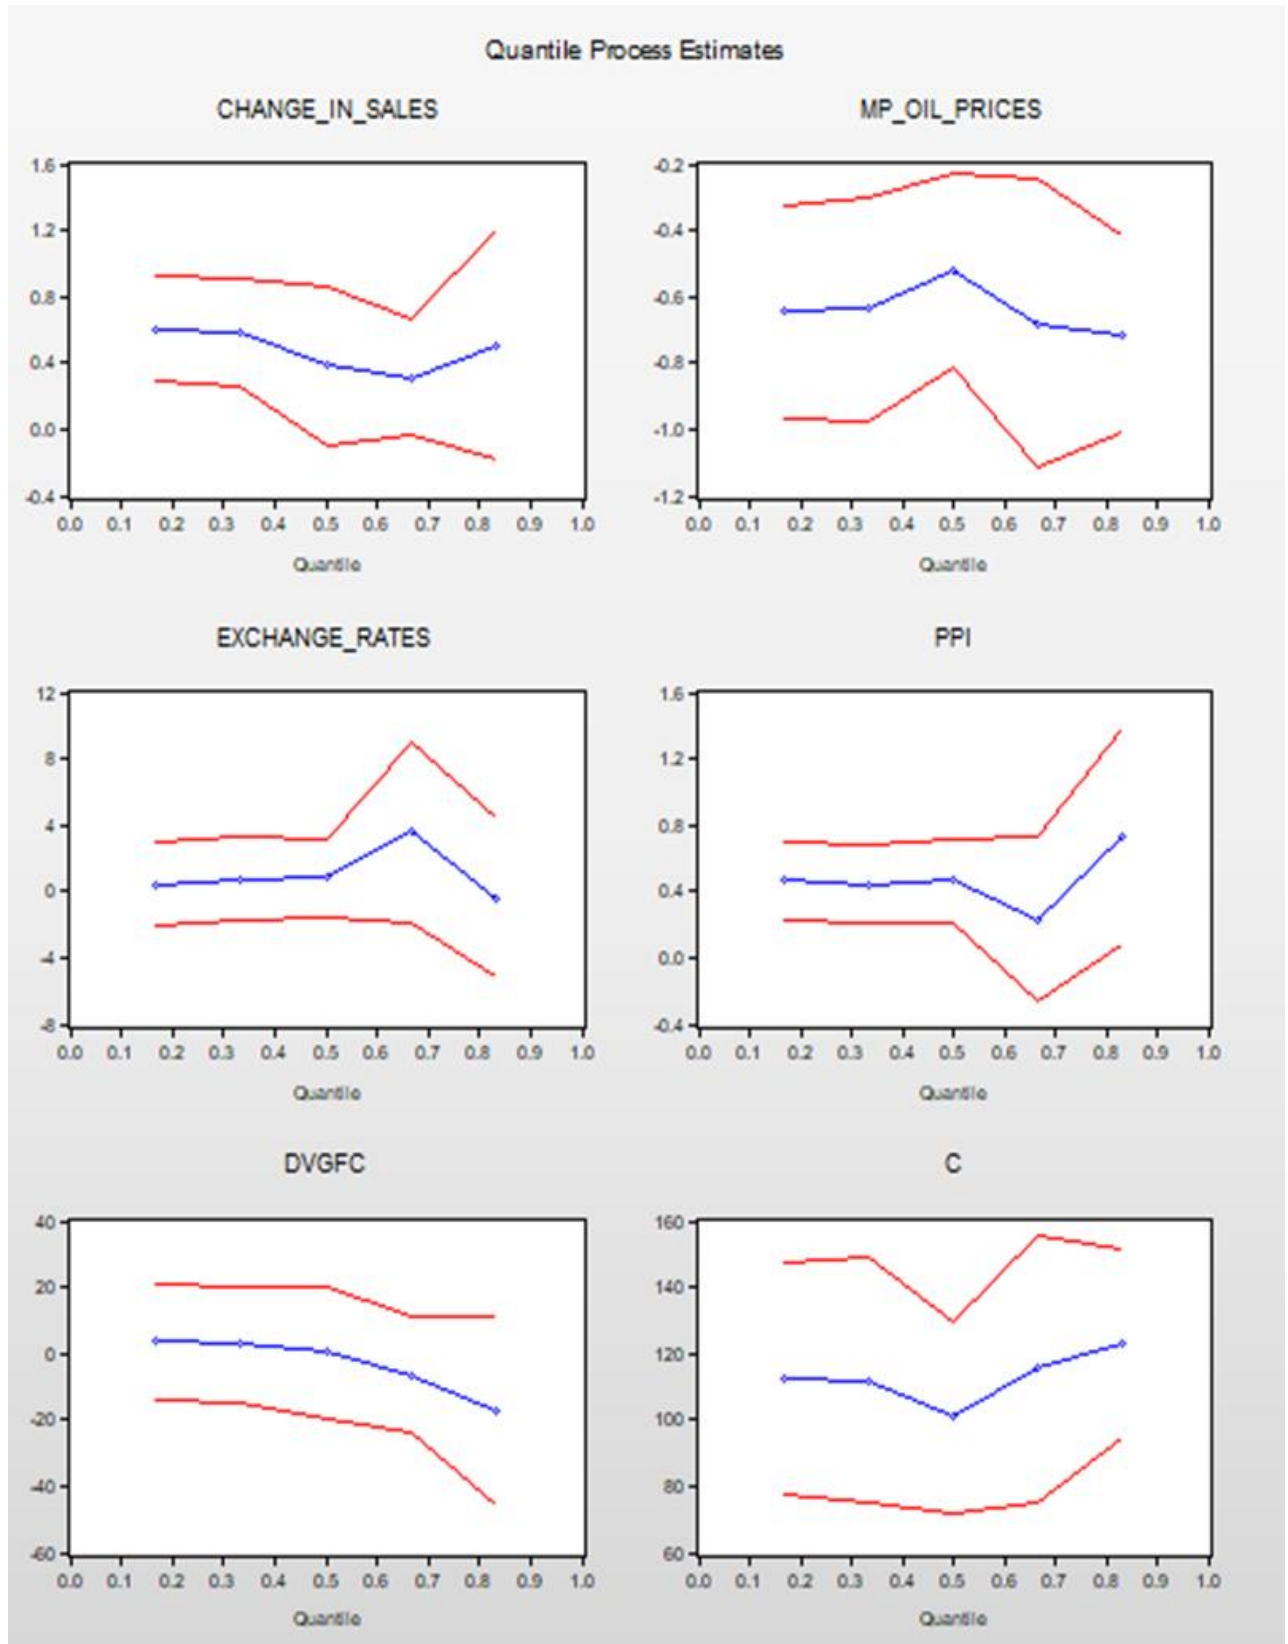 Quantile Process Estimates
CHANGE_IN_SALES
1.6
1.2
0.8
0.4
0.0
-0.4
0.0 0.1 0.2 0.3 0.4 0.5 0.6 0.7 0.8 0.9 1.0
Quantile
MP_OIL_PRICES
-0.2
-0.4
-0.6
-0.8
-1.0
-1.2
0.0 0.1 0.2 0.3 0.4 0.5 0.6 0.7 0.8 0.9 1.0
Quantile
EXCHANGE_RATES
12
8
4
0
-4
-8
0.0 0.1 0.2 0.3 0.4 0.5 0.6 0.7 0.8 0.9 1.0
Quantile
PPI
1.6
1.2
0.8
0.4
0.0
-0.4
0.0 0.1 0.2 0.3 0.4 0.5 0.6 0.7 0.8 0.9 1.0
Quantile
DVGFC
40
20
0
-20
-40
-60
0.0 0.1 0.2 0.3 0.4 0.5 0.6 0.7 0.8 0.9 1.0
Quantile
C
160
140
120
100
80
60
0.0 0.1 0.2 0.3 0.4 0.5 0.6 0.7 0.8 0.9 1.0
Quantile